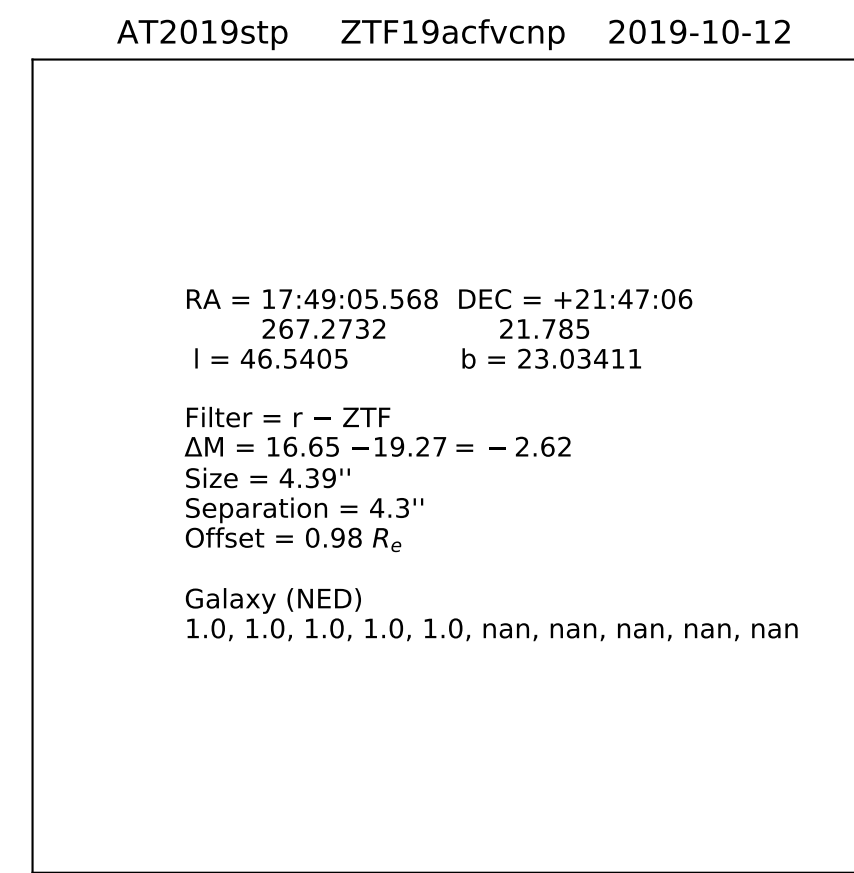 AT2019stp ZTF19acfvcnp 2019-10-12
RA = 17:49:05.568 DEC = +21:47:06
267.2732 21.785
l = 46.5405 b = 23.03411
Filter = r − ZTF
ΔM = 16.65 −19.27 = − 2.62
Size = 4.39''
Separation = 4.3''
Offset = 0.98 Re
Galaxy (NED)
1.0, 1.0, 1.0, 1.0, 1.0, nan, nan, nan, nan, nan